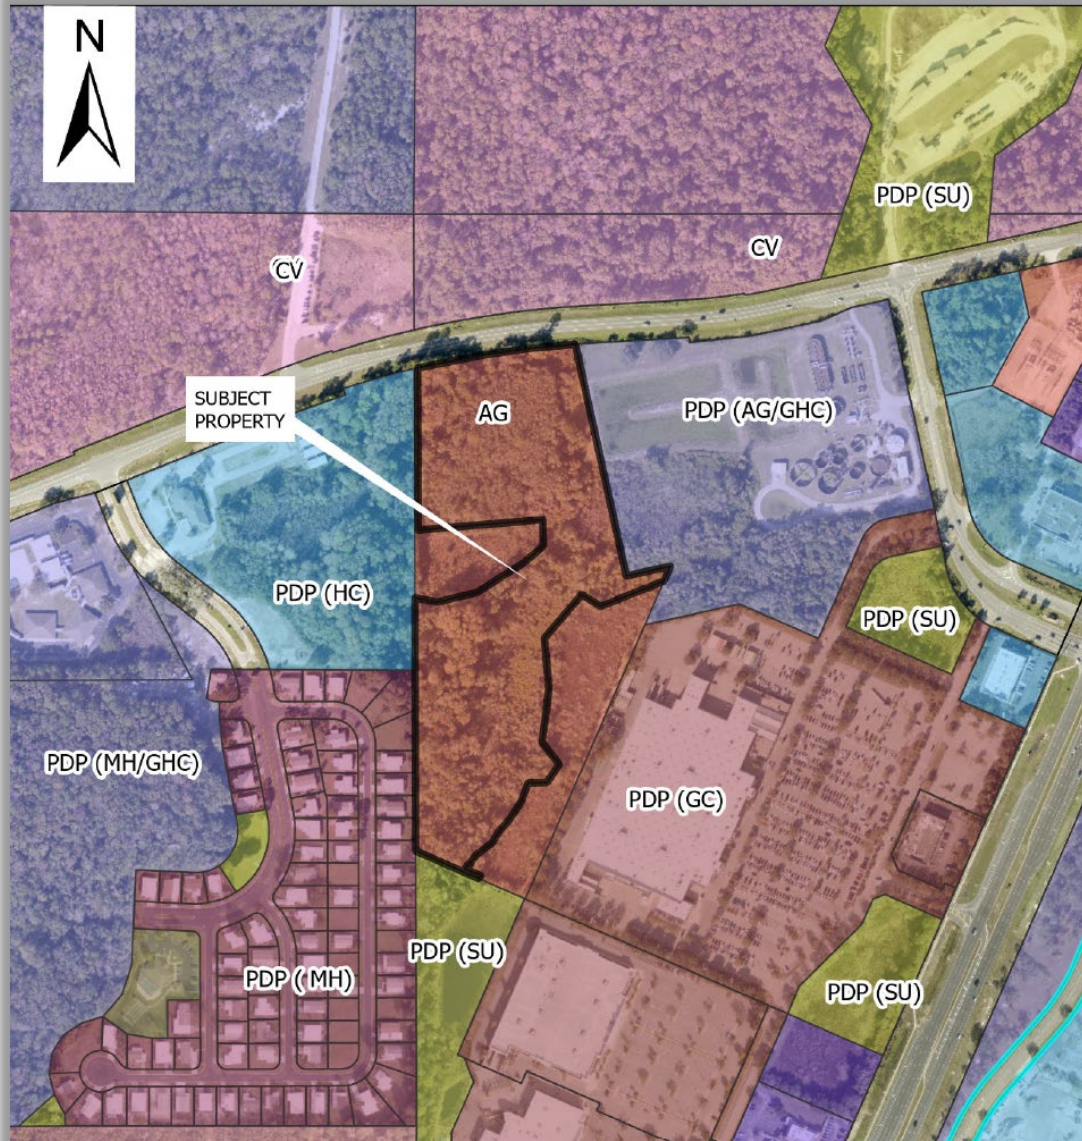 N
PDP (SU)
CV
CV
SUBJECT
PROPERTY
AG
PDP (AG/GHC)
PDP (HC)
PDP (SU)
PDP (MH/GHC)
PDP (GC)
PDP (SU)
PDP ( MH)
PDP (SU)